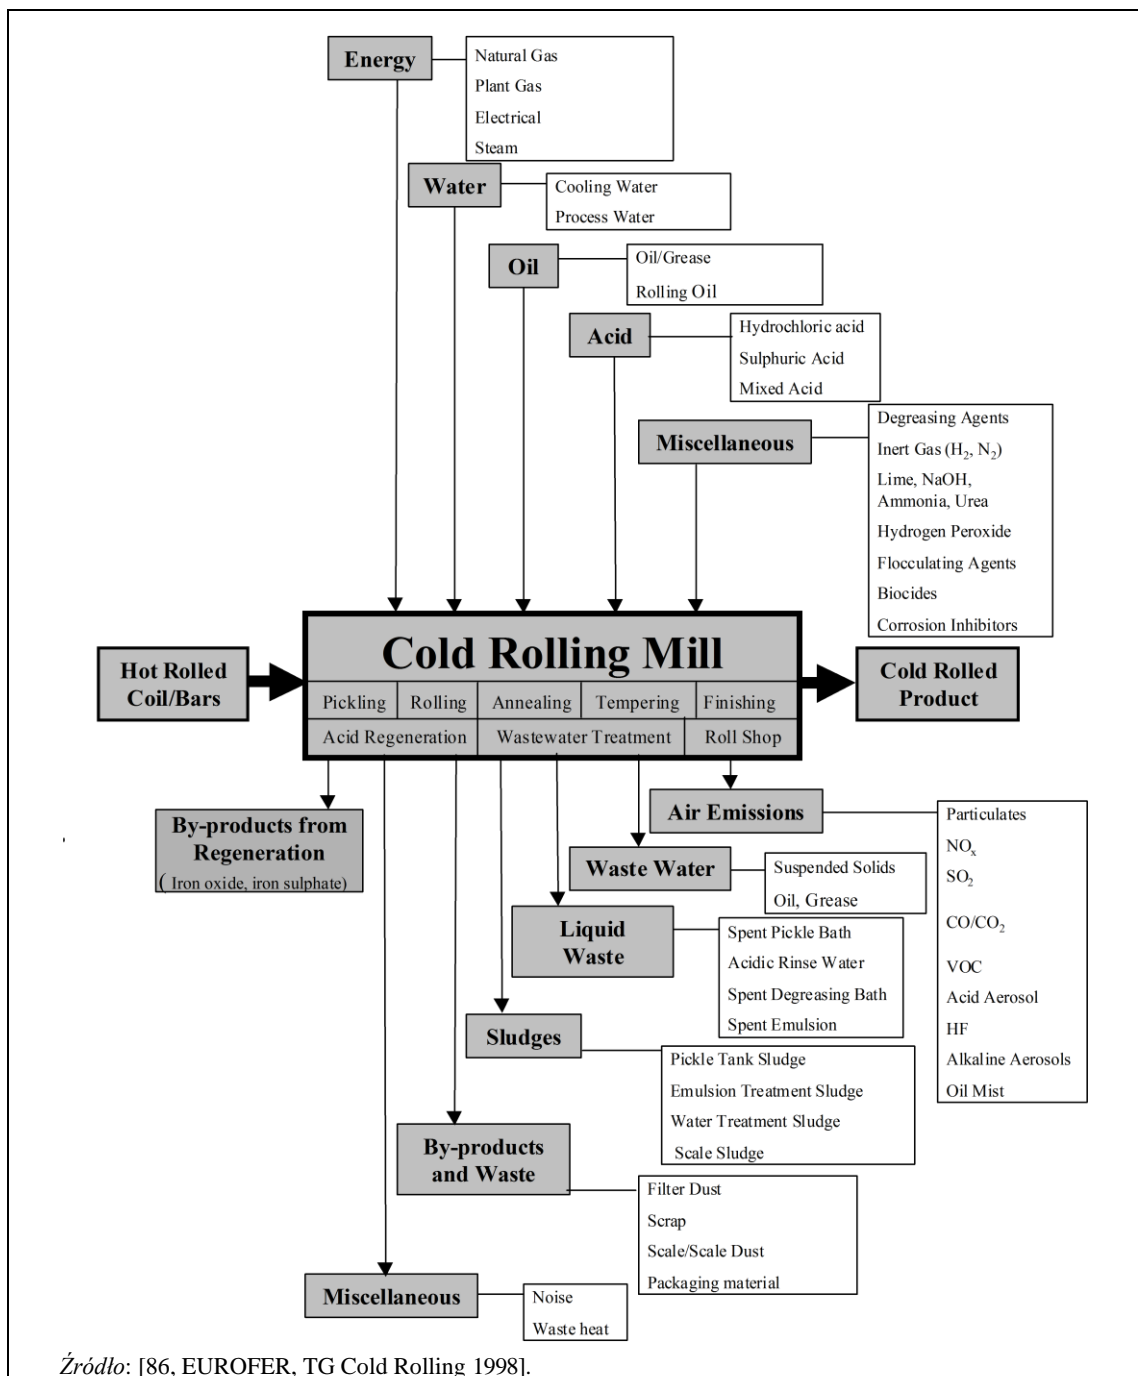 Energy
Natural Gas
Plant Gas
Electrical
Steam
Water
Cooling Water
Process Water
Oil
Oil/Grease
Rolling Oil
Acid
Hydrochloric acid
Sulphuric Acid
Mixed Acid
Miscellaneous
Degreasing Agents
Inert Gas (H₂, N₂)
Lime, NaOH,
Ammonia, Urea
Hydrogen Peroxide
Flocculating Agents
Biocides
Corrosion Inhibitors
Hot Rolled
Coil/Bars
Cold Rolling Mill
Pickling Rolling Annealing Tempering Finishing
Acid Regeneration Wastewater Treatment Roll Shop
Cold Rolled
Product
By-products from
Regeneration
( Iron oxide, iron sulphate)
Air Emissions
Particulates
NOₓ
SO₂
CO/CO₂
VOC
Acid Aerosol
HF
Alkaline Aerosols
Oil Mist
Waste Water
Suspended Solids
Oil, Grease
Liquid
Waste
Spent Pickle Bath
Acidic Rinse Water
Spent Degreasing Bath
Spent Emulsion
Sludges
Pickle Tank Sludge
Emulsion Treatment Sludge
Water Treatment Sludge
Scale Sludge
By-products
and Waste
Filter Dust
Scrap
Scale/Scale Dust
Packaging material
Miscellaneous
Noise
Waste heat
Źródło: [86, EUROFER, TG Cold Rolling 1998].